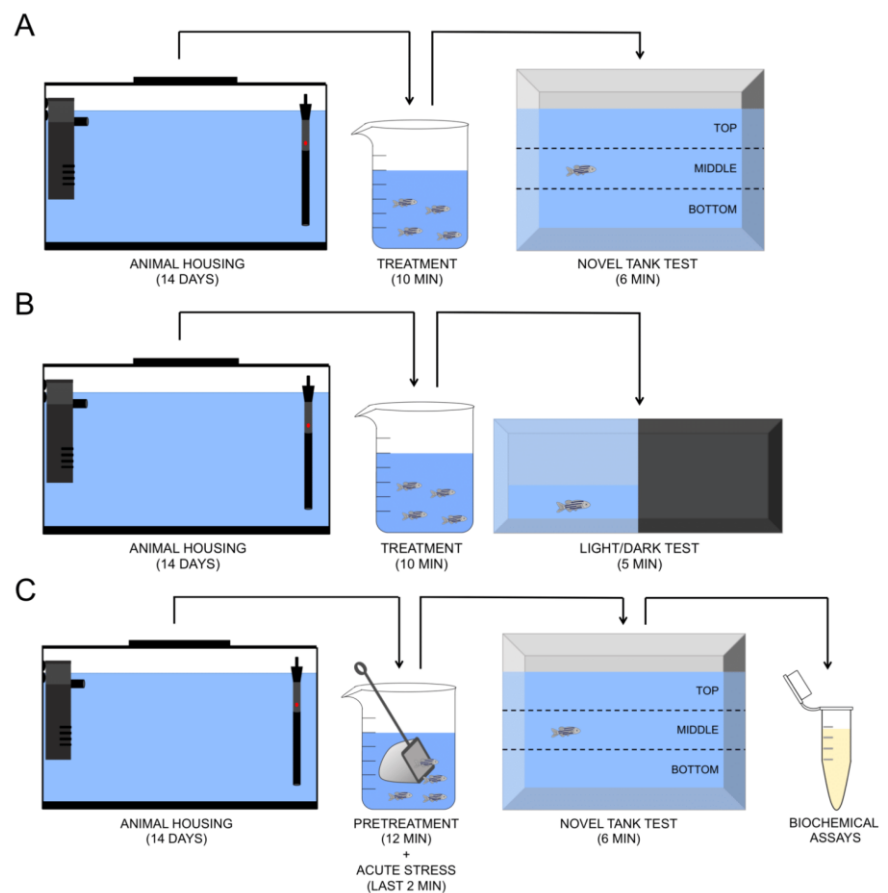 A
TOP
MIDDLE
BOTTOM
ANIMAL HOUSING
(14 DAYS)
TREATMENT
(10 MIN)
NOVEL TANK TEST
(6 MIN)
B
ANIMAL HOUSING
(14 DAYS)
TREATMENT
(10 MIN)
LIGHT/DARK TEST
(5 MIN)
C
TOP
MIDDLE
BOTTOM
ANIMAL HOUSING
(14 DAYS)
PRETREATMENT
(12 MIN)
+
ACUTE STRESS
(LAST 2 MIN)
NOVEL TANK TEST
(6 MIN)
BIOCHEMICAL
ASSAYS